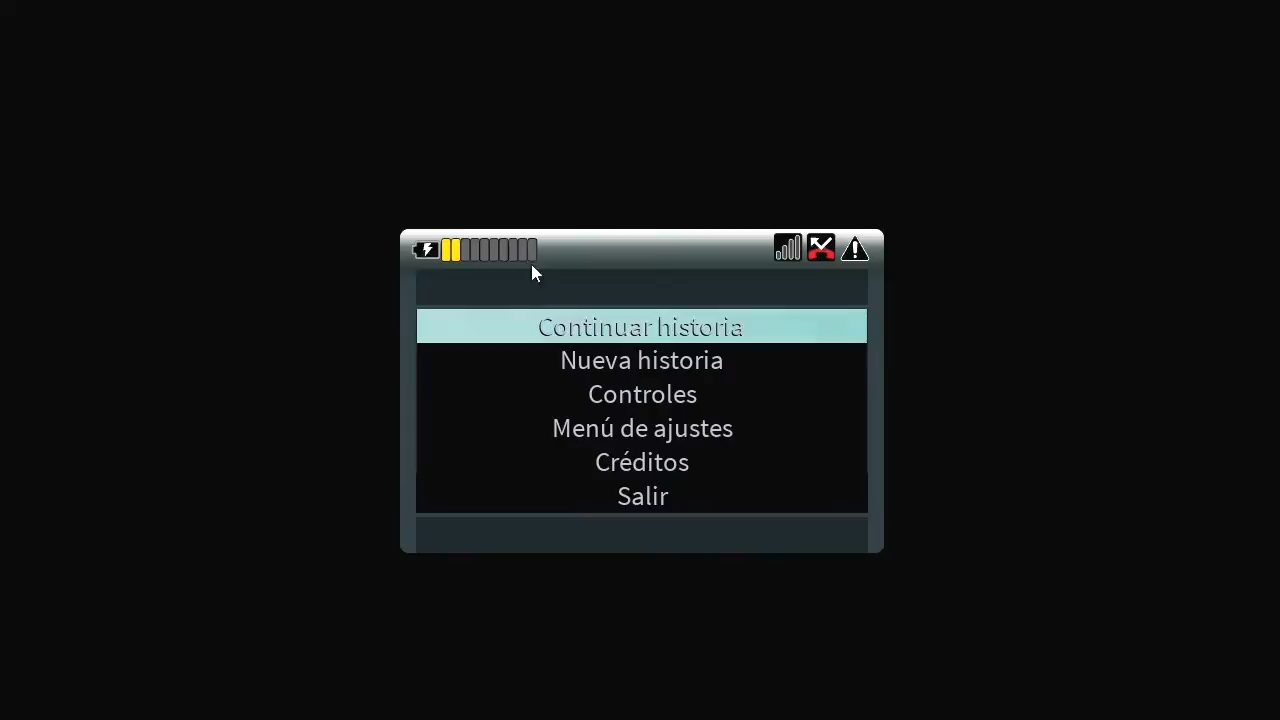 Continuar historia
Nueva historia
Controles
Menú de ajustes
Créditos
Salir